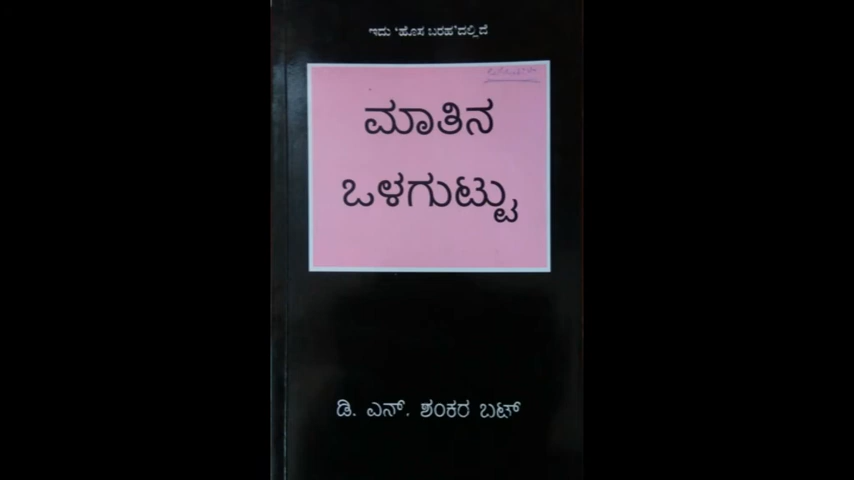 ಇದು 'ಹೊಸ ಬರಹ'ದಲ್ಲಿದೆ
ಮಾತಿನ
ಒಳಗುಟ್ಟು
ಡಿ. ಎನ್. ಶಂಕರ ಬಟ್